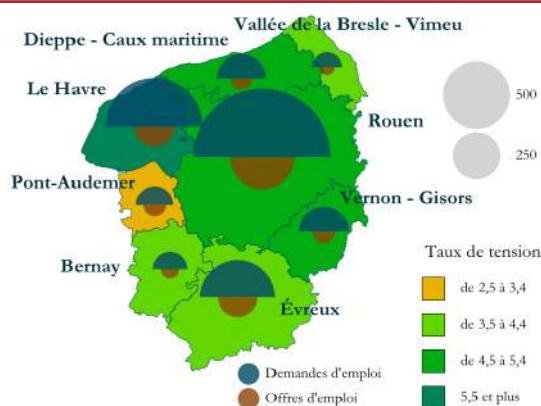 Vallée de la Bresle - Vimeu
Dieppe - Caux maritime
Le Havre
500
Rouen
250
Pont-Audemer
Vernon - Gisors
Taux de tension
Bernay
de 2,5 à 3,4
Évreux
de 3,5 à 4,4
de 4,5 à 5,4
Demandes d'emploi
Offres d'emploi
5,5 et plus